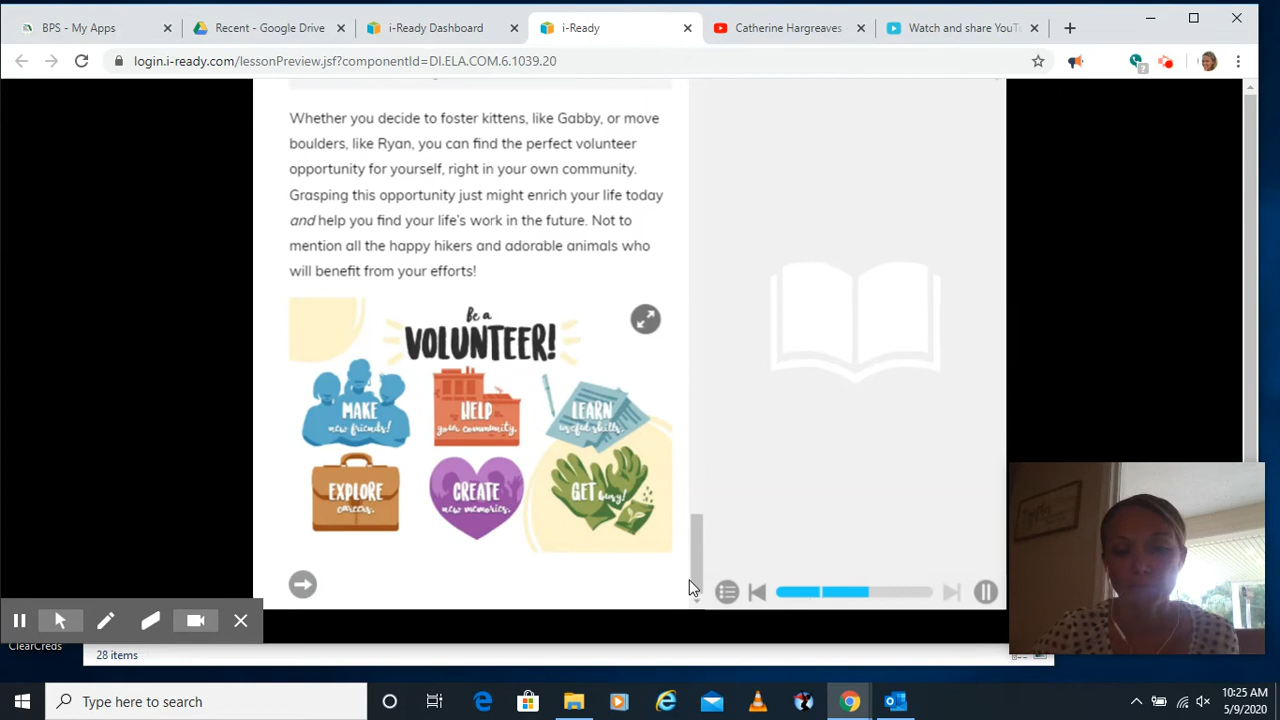 BPS - My Apps
Recent - Google Drive
i-Ready Dashboard
i-Ready
Catherine Hargreaves
Watch and share YouT
login.i-ready.com/lessonPreview.jsf?componentId=DI.ELA.COM.6.1039.20
Whether you decide to foster kittens, like Gabby, or move
boulders, like Ryan, you can find the perfect volunteer
opportunity for yourself, right in your own community.
Grasping this opportunity just might enrich your life today
and help you find your life's work in the future. Not to
mention all the happy hikers and adorable animals who
will benefit from your efforts!
Be a
VOLUNTEER!
MAKE
new friends!
HELP
your community.
LEARN
useful skills.
EXPLORE
careers.
CREATE
new memories.
GET busy!
ClearCreds
28 items
Type here to search
10:25 AM
5/9/2020